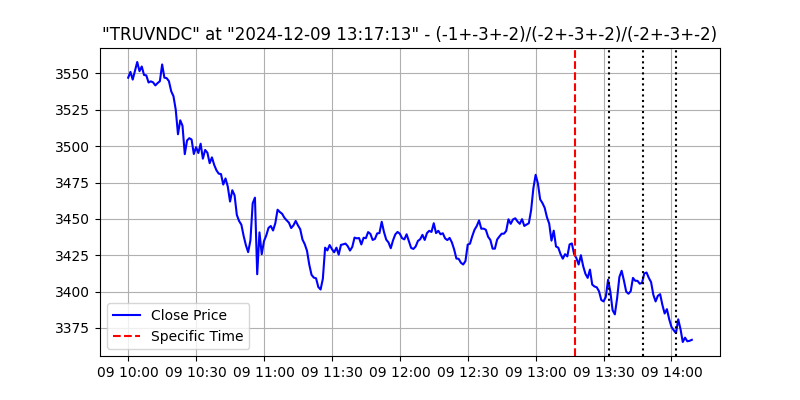 "TRUVNDC" at "2024-12-09 13:17:13" - (-1+-3+-2)/(-2+-3+-2)/(-2+-3+-2)
3550
3525
3500
3475
3450
3425
3400
3375
Close Price
Specific Time
09 10:00 09 10:30 09 11:00 09 11:30 09 12:00 09 12:30 09 13:00 09 13:30 09 14:00